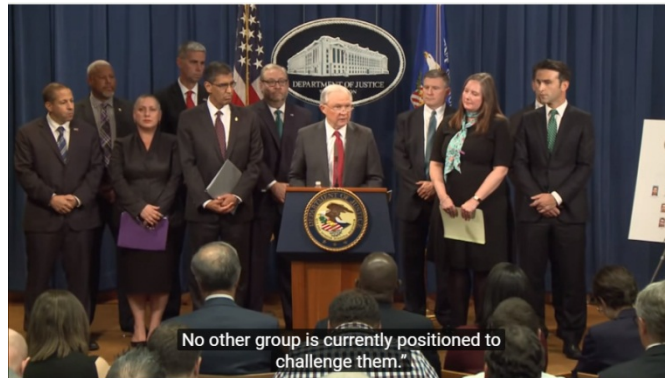 DEPARTMENT OF JUSTICE
No other group is currently positioned to
challenge them."